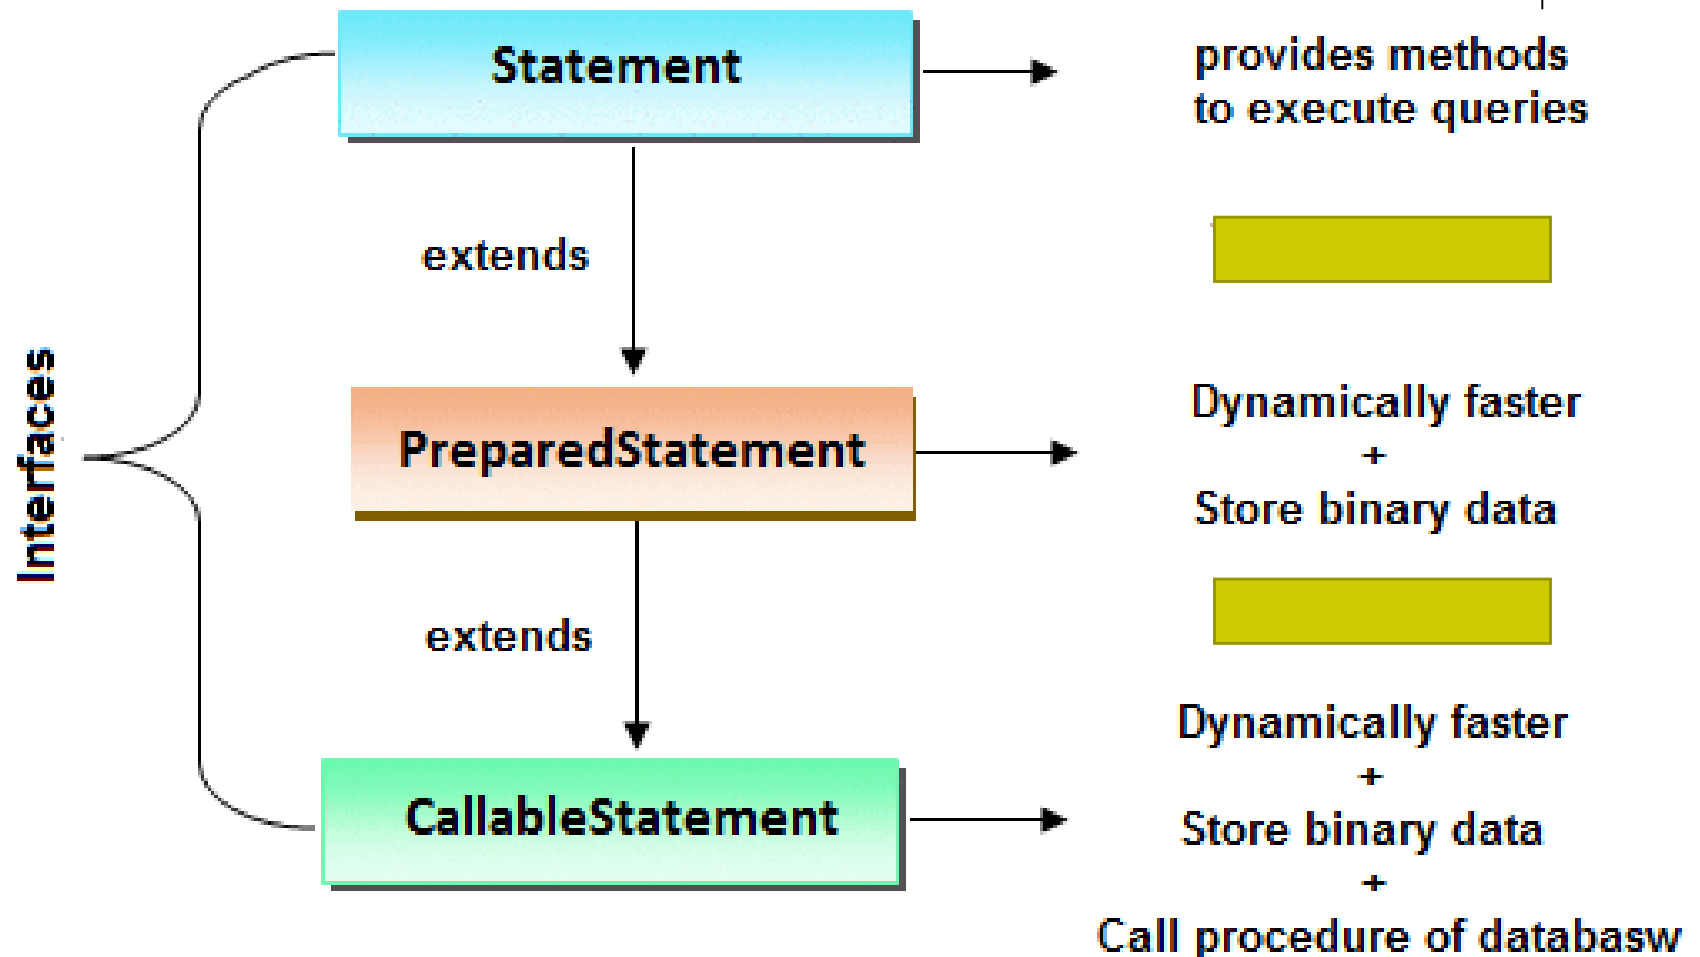 Statement
provides methods
to execute queries
extends
Interfaces
PreparedStatement
Dynamically faster
+
Store binary data
extends
CallableStatement
Dynamically faster
+
Store binary data
+
Call procedure of databasw